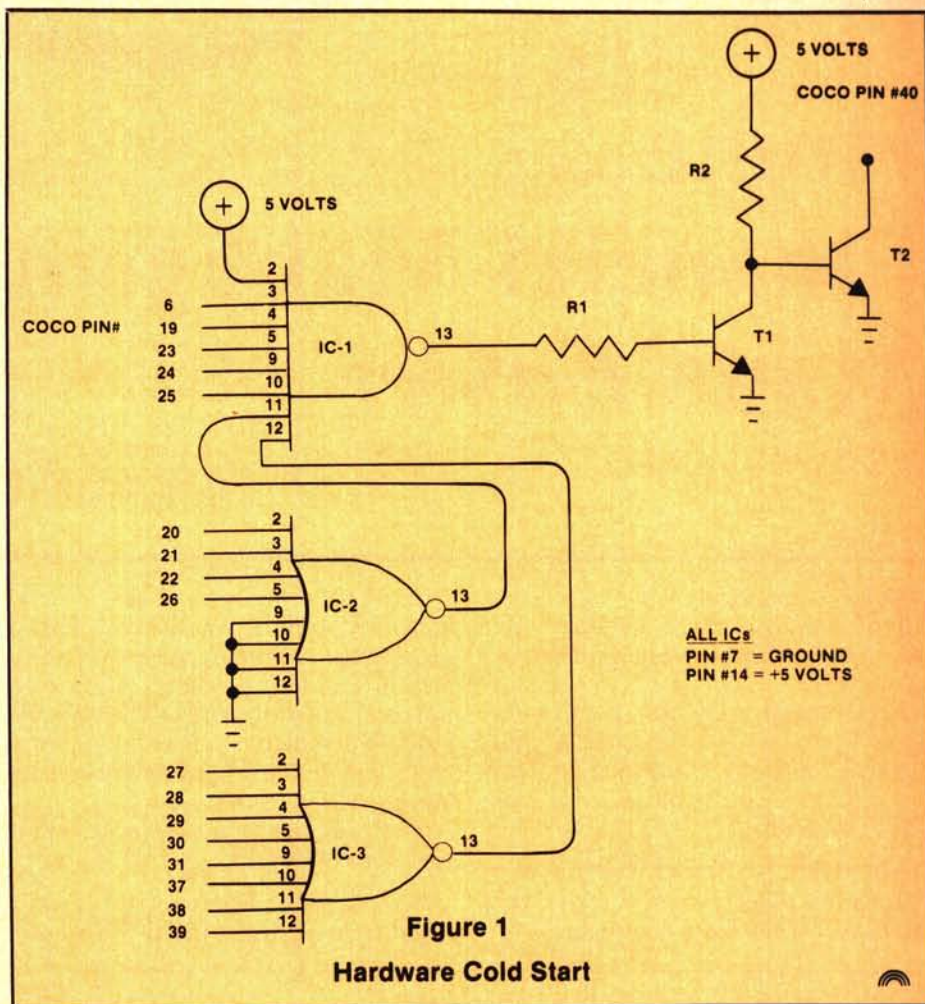 5 VOLTS
COCO PIN #40
R2
T2
5 VOLTS
2
3
6
4
COCO PIN# 19
5
23
IC-1
13
R1
T1
9
24
10
25
11
12
2
20
3
21
4
22
5
26
IC-2
13
9
10
11
12
ALL ICs
PIN #7 = GROUND
PIN #14 = +5 VOLTS
2
27
3
28
4
29
5
30
IC-3
13
9
31
10
37
11
38
12
39
Figure 1
Hardware Cold Start